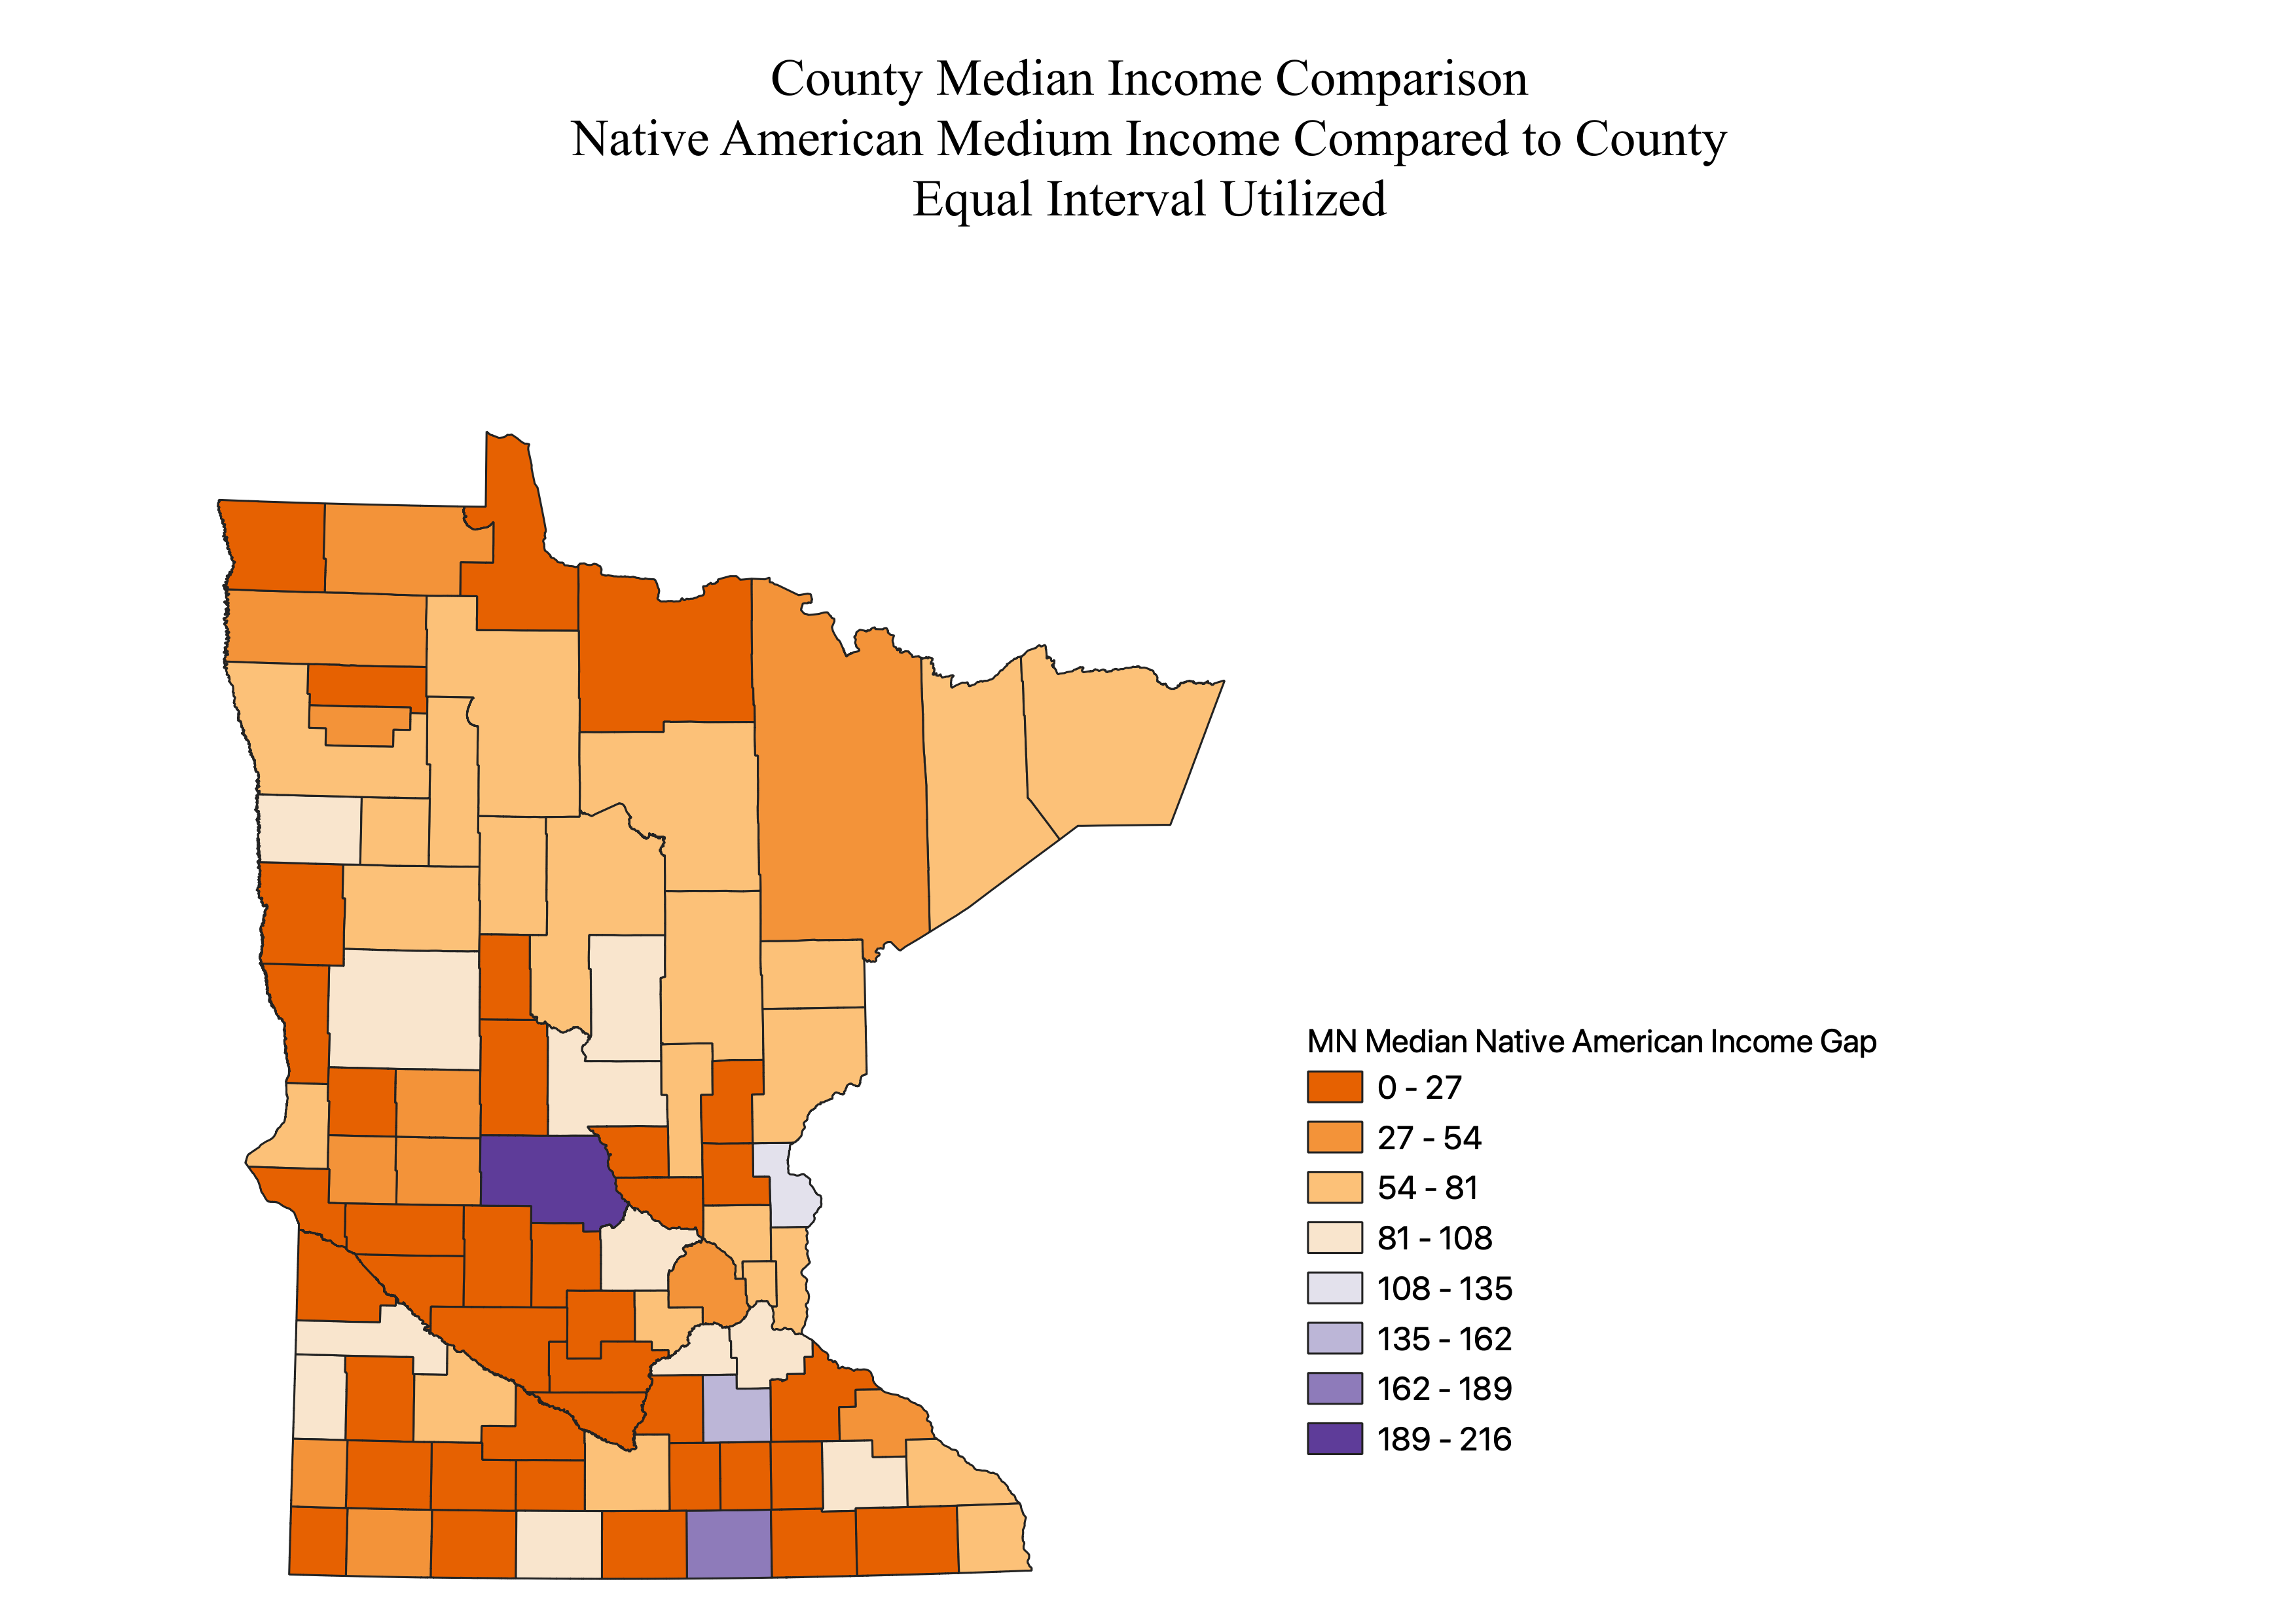 County Median Income Comparison
Native American Medium Income Compared to County
Equal Interval Utilized
MN Median Native American Income Gap
0 - 27
27 - 54
54 - 81
81 - 108
108 - 135
135 - 162
162 - 189
189 - 216